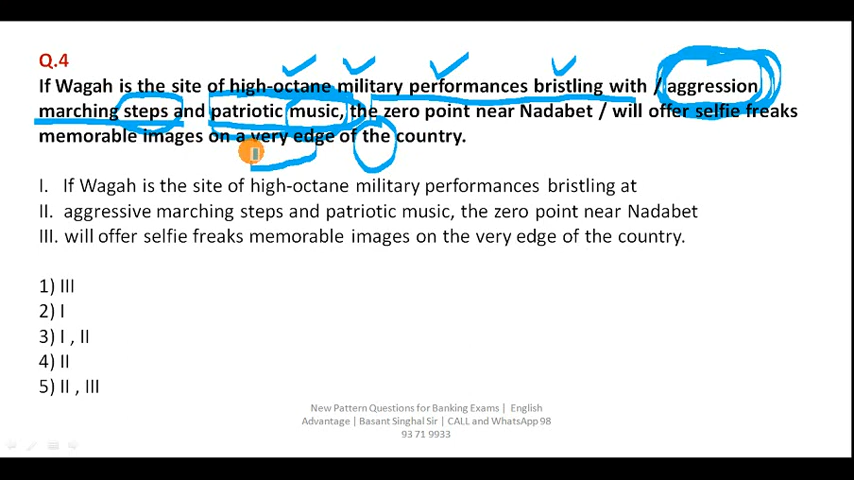 Q.4
If Wagah is the site of high-octane military performances bristling with / aggression
marching steps and patriotic music, the zero point near Nadabet / will offer selfie freaks
memorable images on a very edge of the country.
I. If Wagah is the site of high-octane military performances bristling at
II. aggressive marching steps and patriotic music, the zero point near Nadabet
III. will offer selfie freaks memorable images on the very edge of the country.
1) III
2) I
3) I , II
4) II
5) II , III
New Pattern Questions for Banking Exams | English
Advantage | Basant Singhal Sir | CALL and WhatsApp 98
93 71 9933